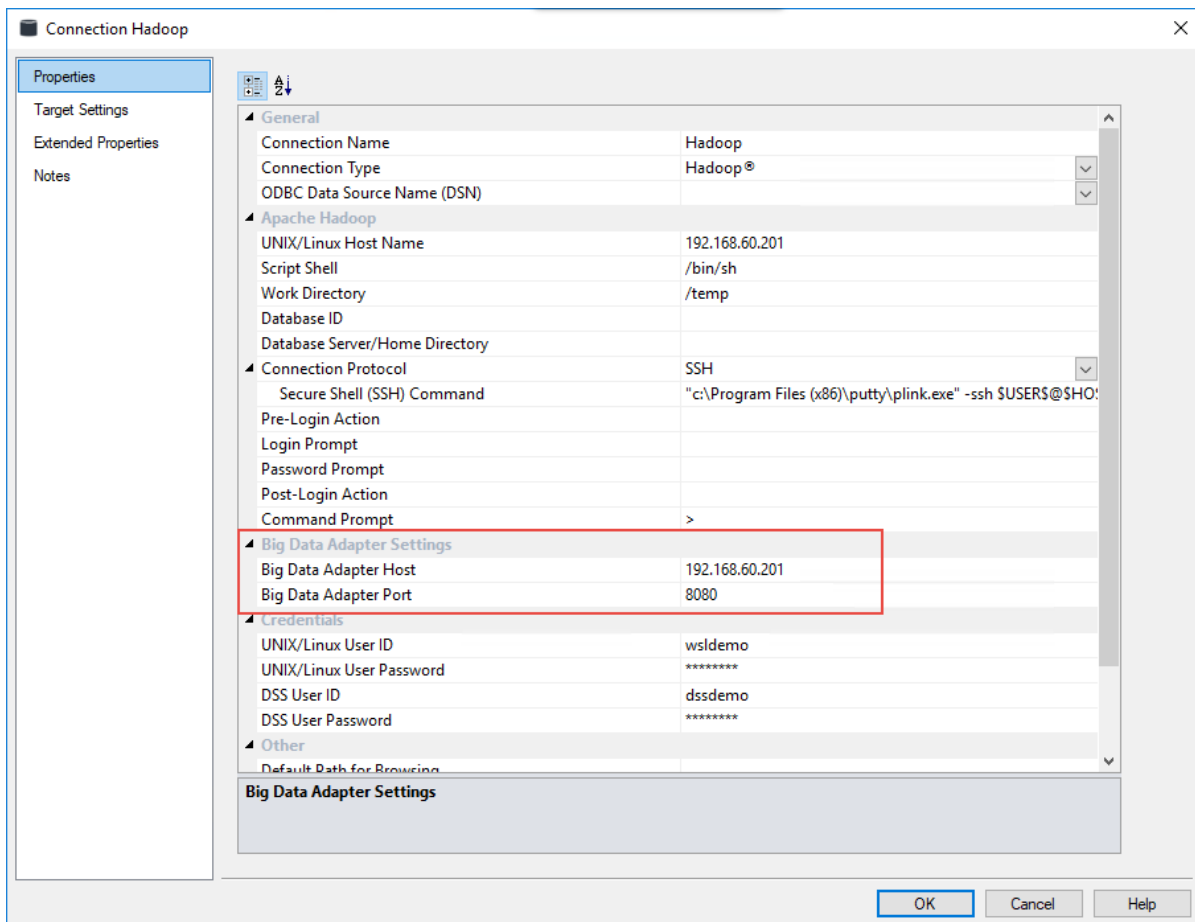 Connection Hadoop
Properties
Target Settings
Extended Properties
Notes
General
Connection Name Hadoop
Connection Type Hadoop®
ODBC Data Source Name (DSN)
Apache Hadoop
UNIX/Linux Host Name 192.168.60.201
Script Shell /bin/sh
Work Directory /temp
Database ID
Database Server/Home Directory
Connection Protocol SSH
Secure Shell (SSH) Command "c:\Program Files (x86)\putty\plink.exe" -ssh $USER$@$HOS
Pre-Login Action
Login Prompt
Password Prompt
Post-Login Action
Command Prompt >
Big Data Adapter Settings
Big Data Adapter Host 192.168.60.201
Big Data Adapter Port 8080
Credentials
UNIX/Linux User ID wsldemo
UNIX/Linux User Password ********
DSS User ID dssdemo
DSS User Password ********
Other
Default Path for Browsing
Big Data Adapter Settings
OK Cancel Help